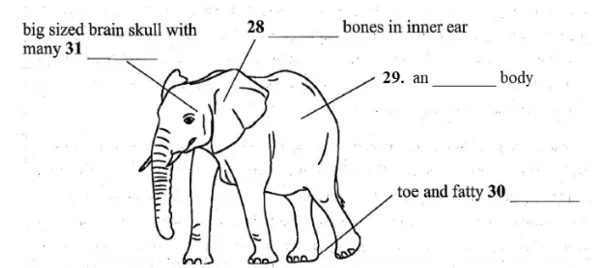 big sized brain skull with
many 31 ________
28 ________ bones in inner ear
29. an ________ body
toe and fatty 30 ________